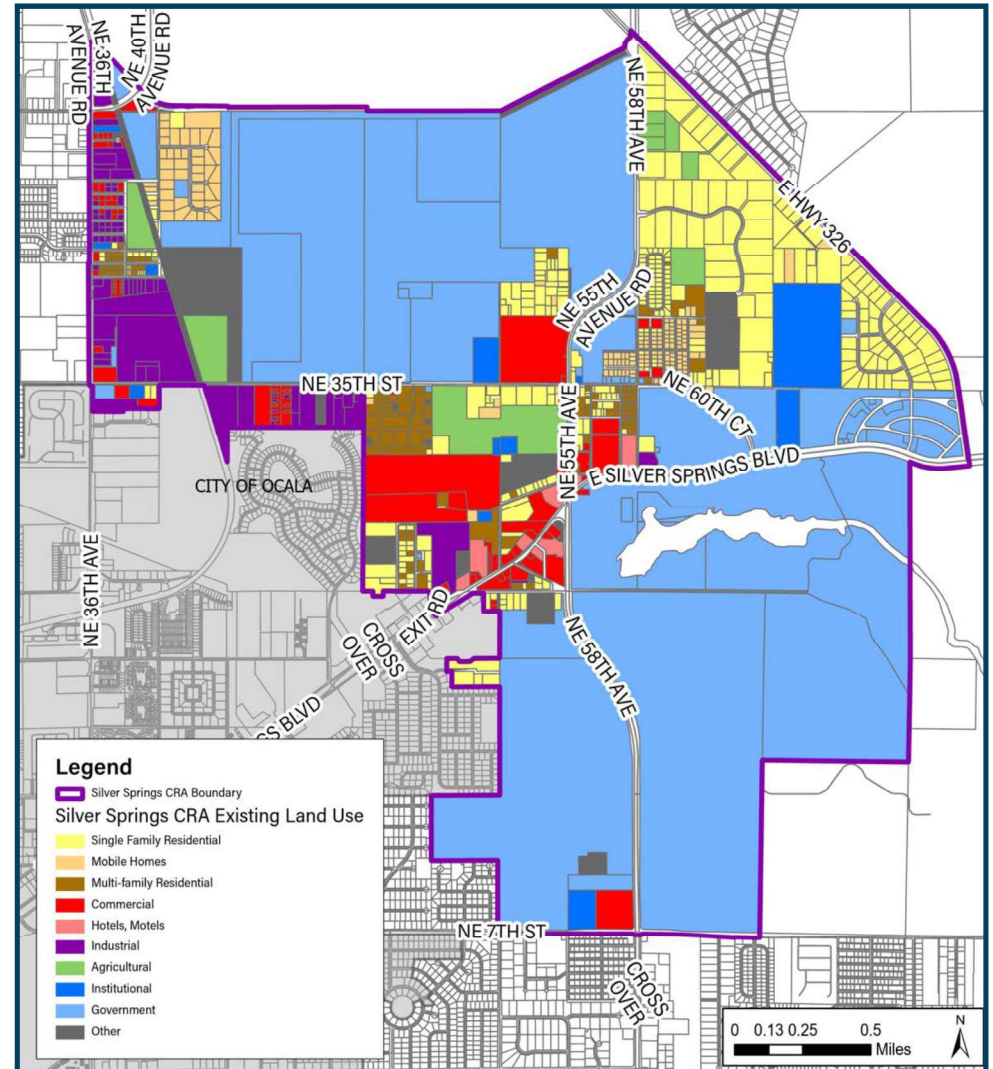 NE 36TH
AVENUE RD
NE 40TH
AVENUE RD
NE 58TH AVE
E HWY 326
NE 55TH
AVENUE RD
NE 35TH ST
NE 60TH CT
NE 55TH AVE
E SILVER SPRINGS BLVD
CITY OF OCALA
NE 36TH AVE
EXIT RD
CROSS
OVER
NE 58TH AVE
GS BLVD
NE 7TH ST
CROSS
OVER
Legend
Silver Springs CRA Boundary
Silver Springs CRA Existing Land Use
Single Family Residential
Mobile Homes
Multi-family Residential
Commercial
Hotels, Motels
Industrial
Agricultural
Institutional
Government
Other
0 0.13 0.25 0.5
Miles
N